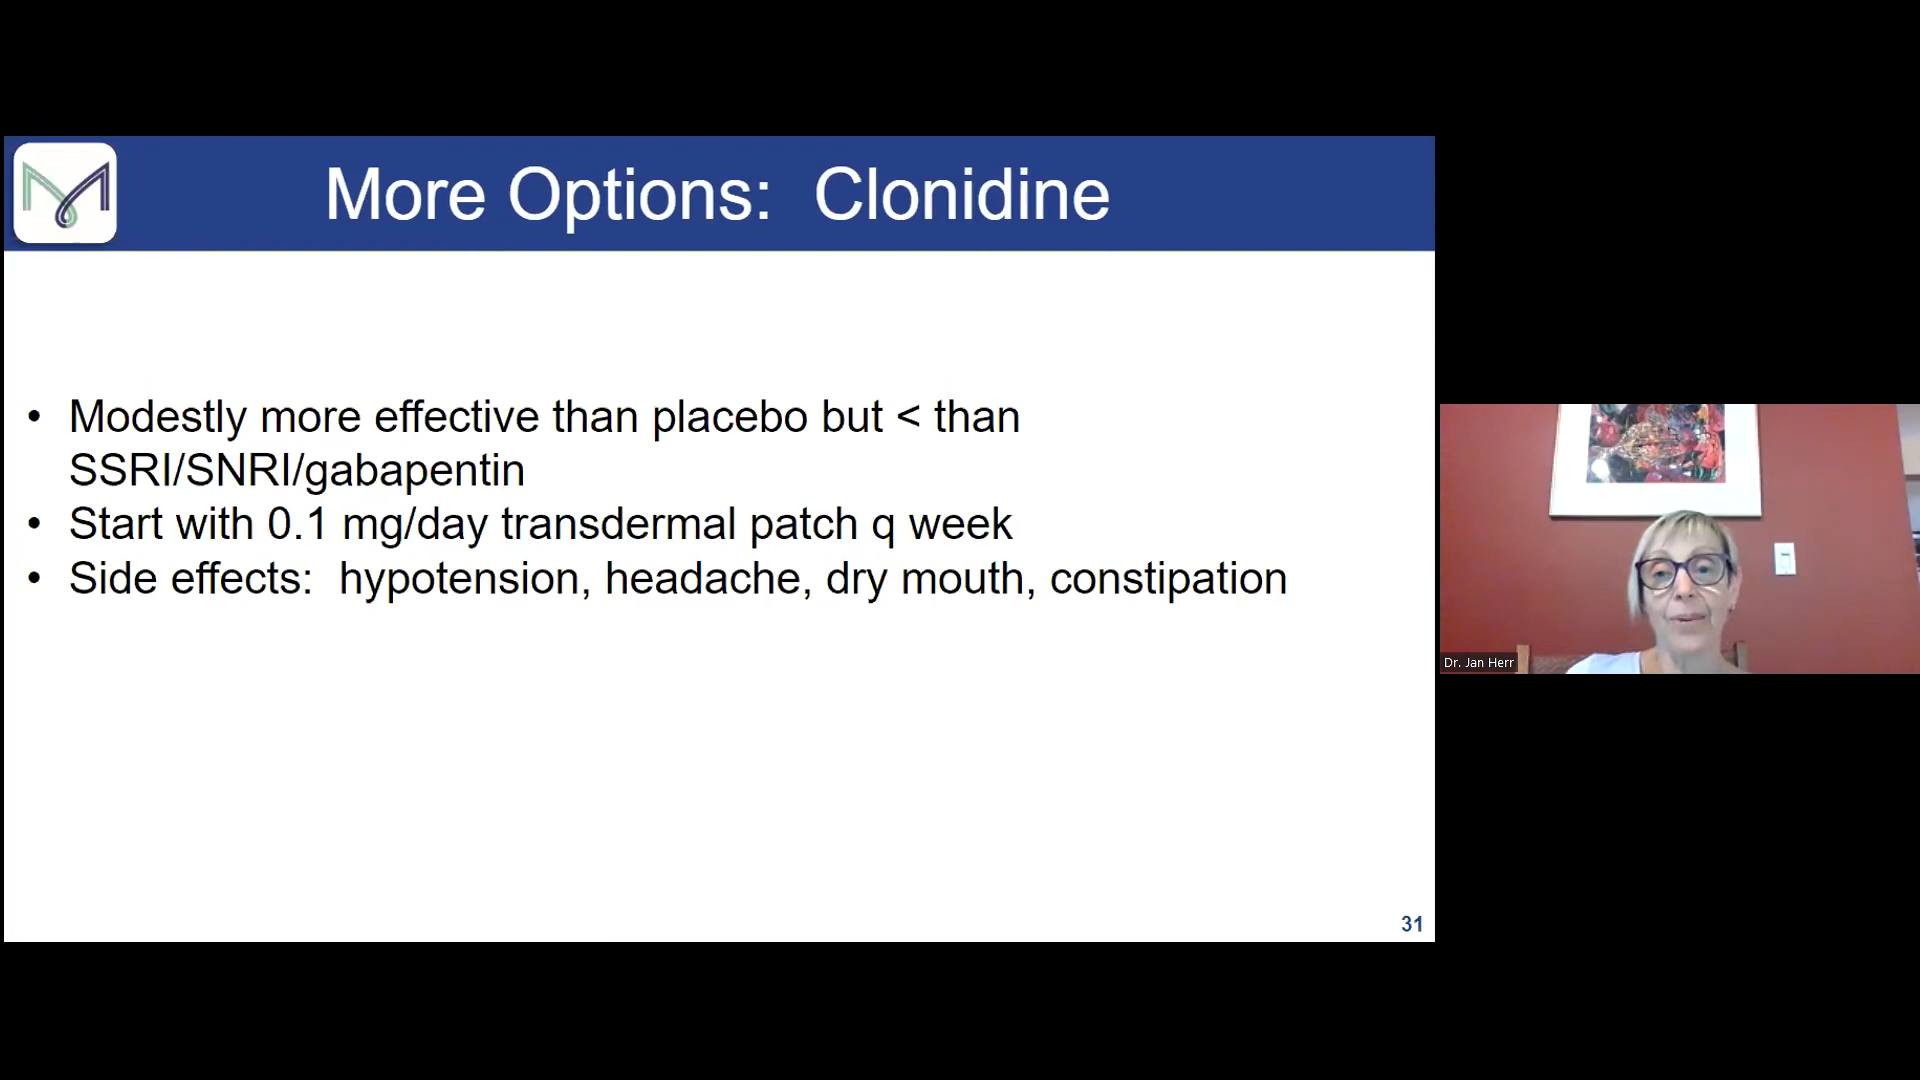 More Options:  Clonidine
• Modestly more effective than placebo but < than
SSRI/SNRI/gabapentin
• Start with 0.1 mg/day transdermal patch q week
• Side effects:  hypotension, headache, dry mouth, constipation
31
Dr. Jan Herr